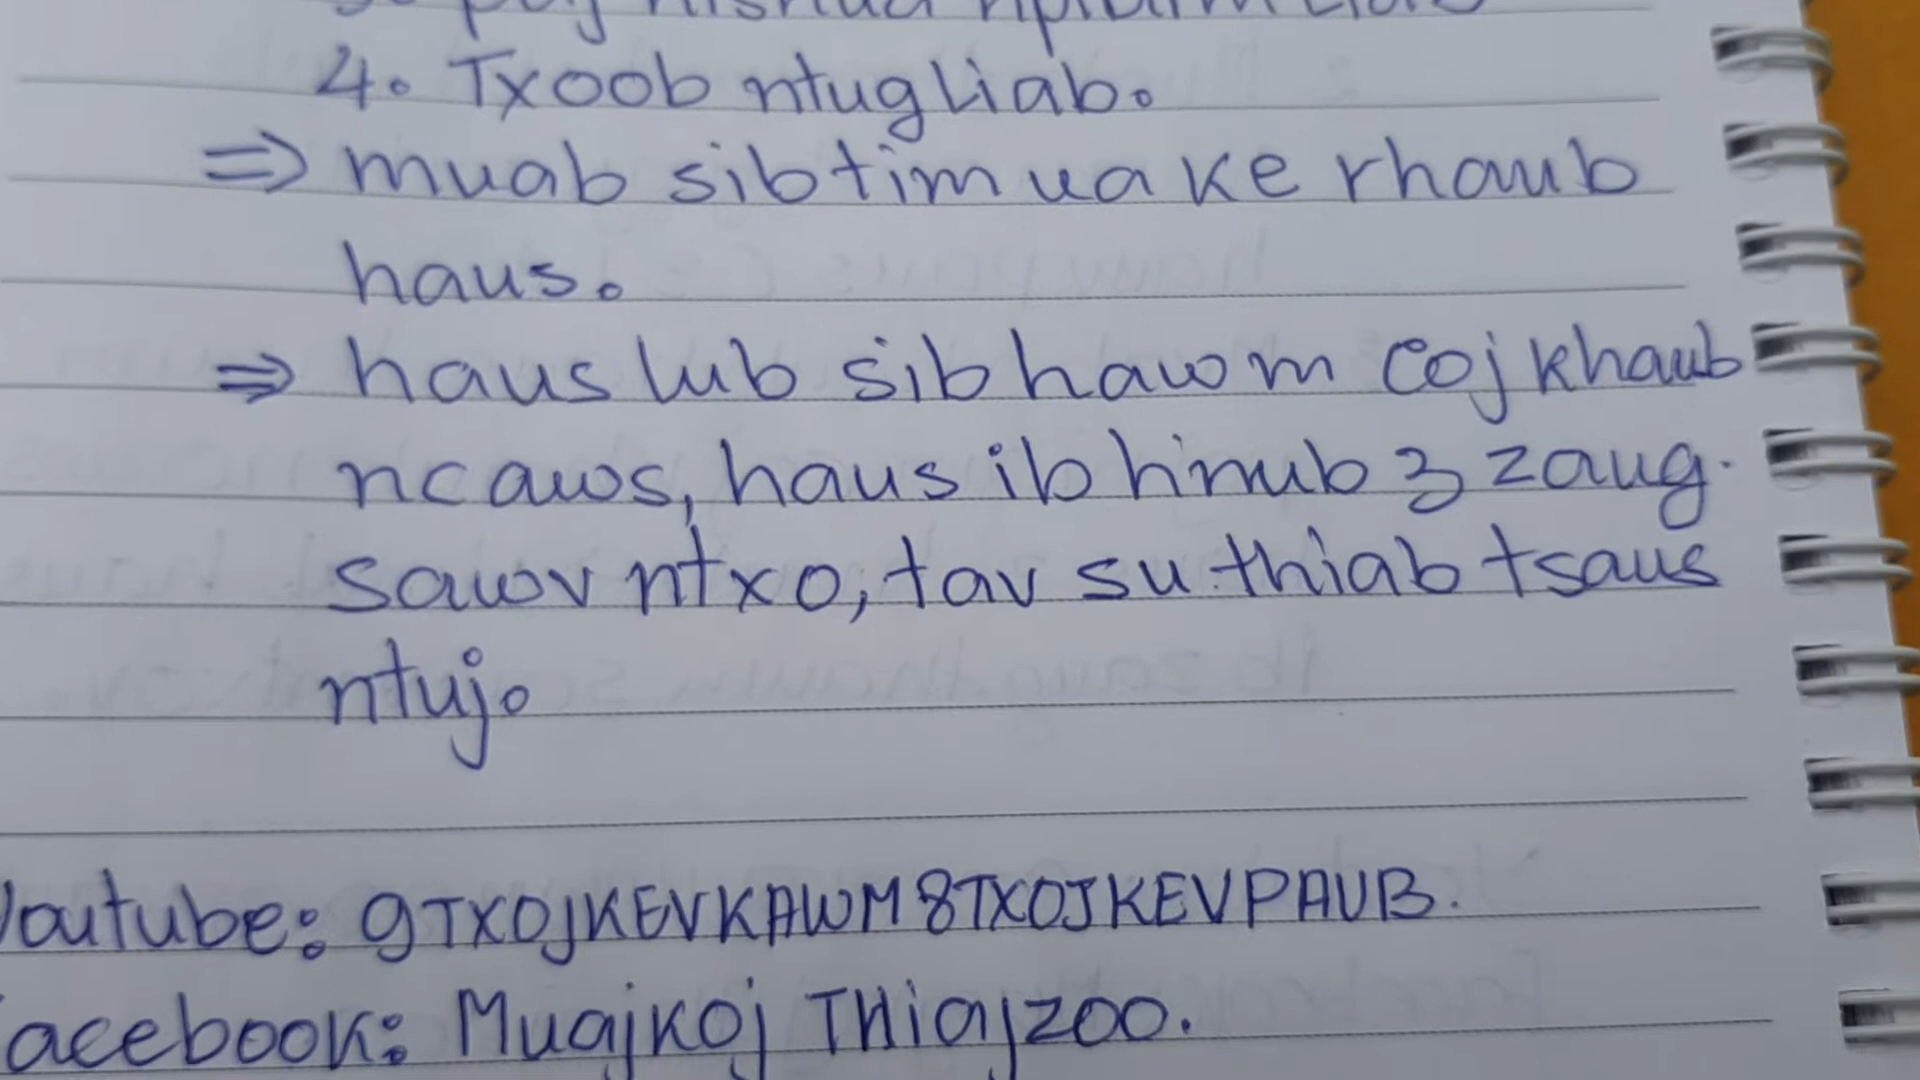 4. Txoob ntug liab.
⇒ muab sib tim ua ke rhaub
haus.
⇒ haus lub sib hawm coj khaub
ncaws, haus ib hnub 3 zaug.
sawv ntxo, tav su thiab tsaus
ntuj.
Youtube: 9TXOJKEVKAWM8TXOJKEVPAUB.
Facebook: Muajkoj THiajzoo.